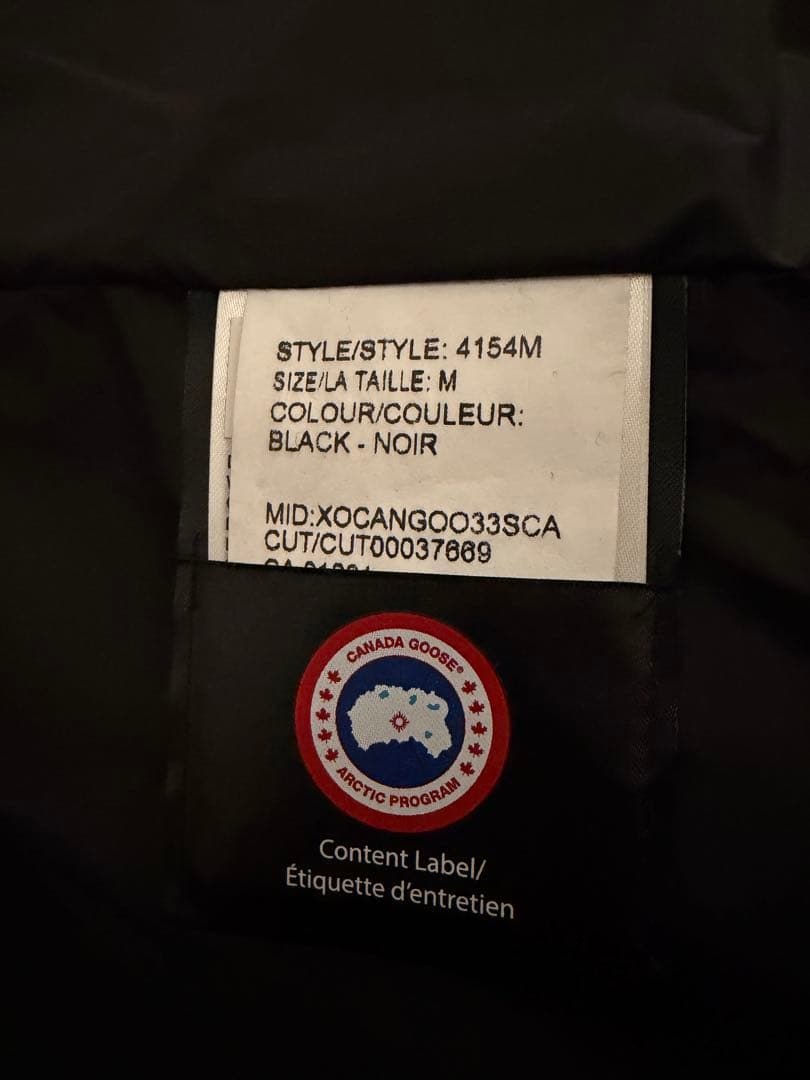 STYLE/STYLE: 4154M
SIZE/LA TAILLE: M
COLOUR/COULEUR:
BLACK - NOIR
MID:XOCANGOO33SCA
CUT/CUT00037669
CANADA GOOSE®
ARCTIC PROGRAM
Content Label/
Étiquette d'entretien